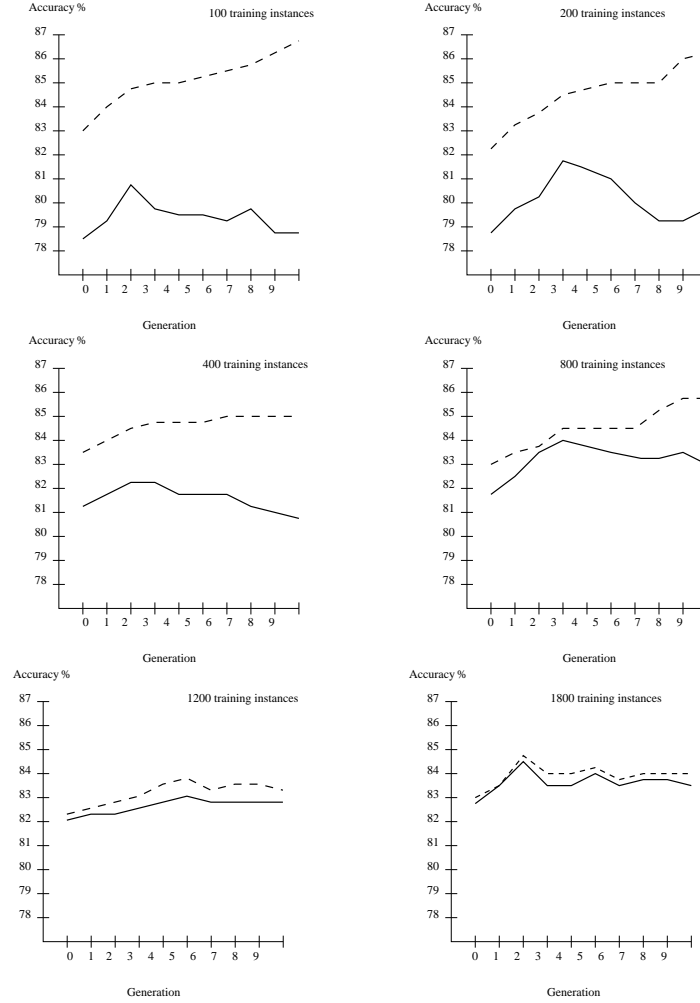 Accuracy %
100 training instances
87
86
85
84
83
82
81
80
79
78
0 1 2 3 4 5 6 7 8 9
Generation
Accuracy %
200 training instances
87
86
85
84
83
82
81
80
79
78
0 1 2 3 4 5 6 7 8 9
Generation
Accuracy %
400 training instances
87
86
85
84
83
82
81
80
79
78
0 1 2 3 4 5 6 7 8 9
Generation
Accuracy %
800 training instances
87
86
85
84
83
82
81
80
79
78
0 1 2 3 4 5 6 7 8 9
Generation
Accuracy %
1200 training instances
87
86
85
84
83
82
81
80
79
78
0 1 2 3 4 5 6 7 8 9
Generation
Accuracy %
1800 training instances
87
86
85
84
83
82
81
80
79
78
0 1 2 3 4 5 6 7 8 9
Generation